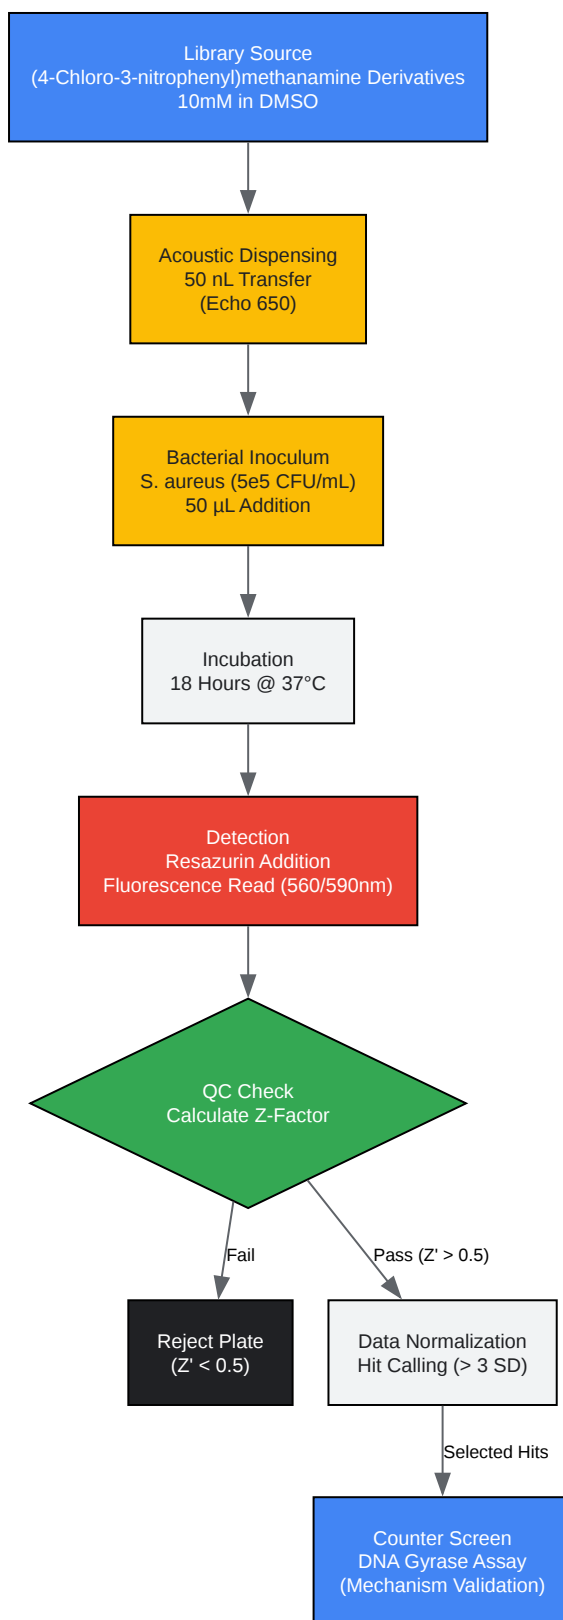 Library Source
(4-Chloro-3-nitrophenyl)methanamine Derivatives
10mM in DMSO
Acoustic Dispensing
50 nL Transfer
(Echo 650)
Bacterial Inoculum
S. aureus (5e5 CFU/mL)
50 µL Addition
Incubation
18 Hours @ 37°C
Detection
Resazurin Addition
Fluorescence Read (560/590nm)
QC Check
Calculate Z-Factor
Fail
Pass (Z' > 0.5)
Reject Plate
(Z' < 0.5)
Data Normalization
Hit Calling (> 3 SD)
Selected Hits
Counter Screen
DNA Gyrase Assay
(Mechanism Validation)